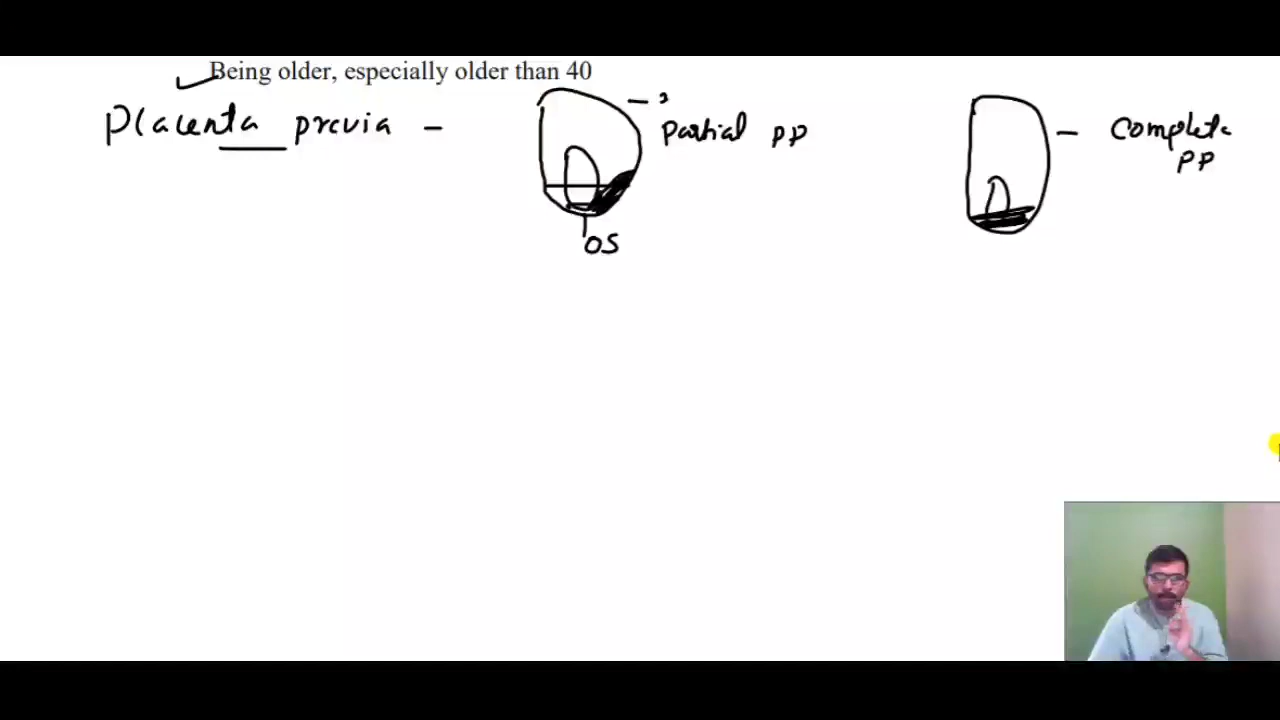 Being older, especially older than 40
Placenta previa -
Partial PP
OS
Complete
PP